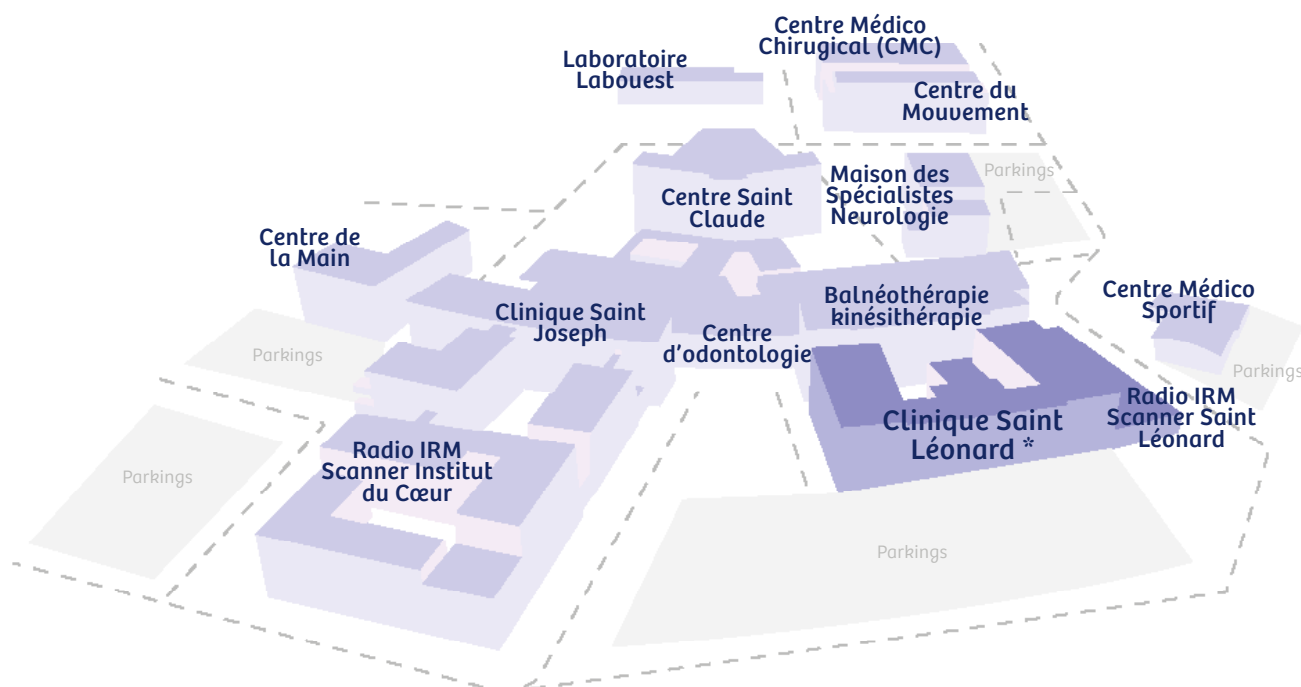 Centre Médico
Chirugical (CMC)
Laboratoire
Labouest
Centre du
Mouvement
Parkings
Maison des
Spécialistes
Neurologie
Centre Saint
Claude
Centre de
la Main
Centre Médico
Sportif
Balnéothérapie
kinésithérapie
Clinique Saint
Joseph
Centre
d'odontologie
Parkings
Parkings
Radio IRM
Scanner Saint
Léonard
Clinique Saint
Léonard *
Radio IRM
Scanner Institut
du Cœur
Parkings
Parkings